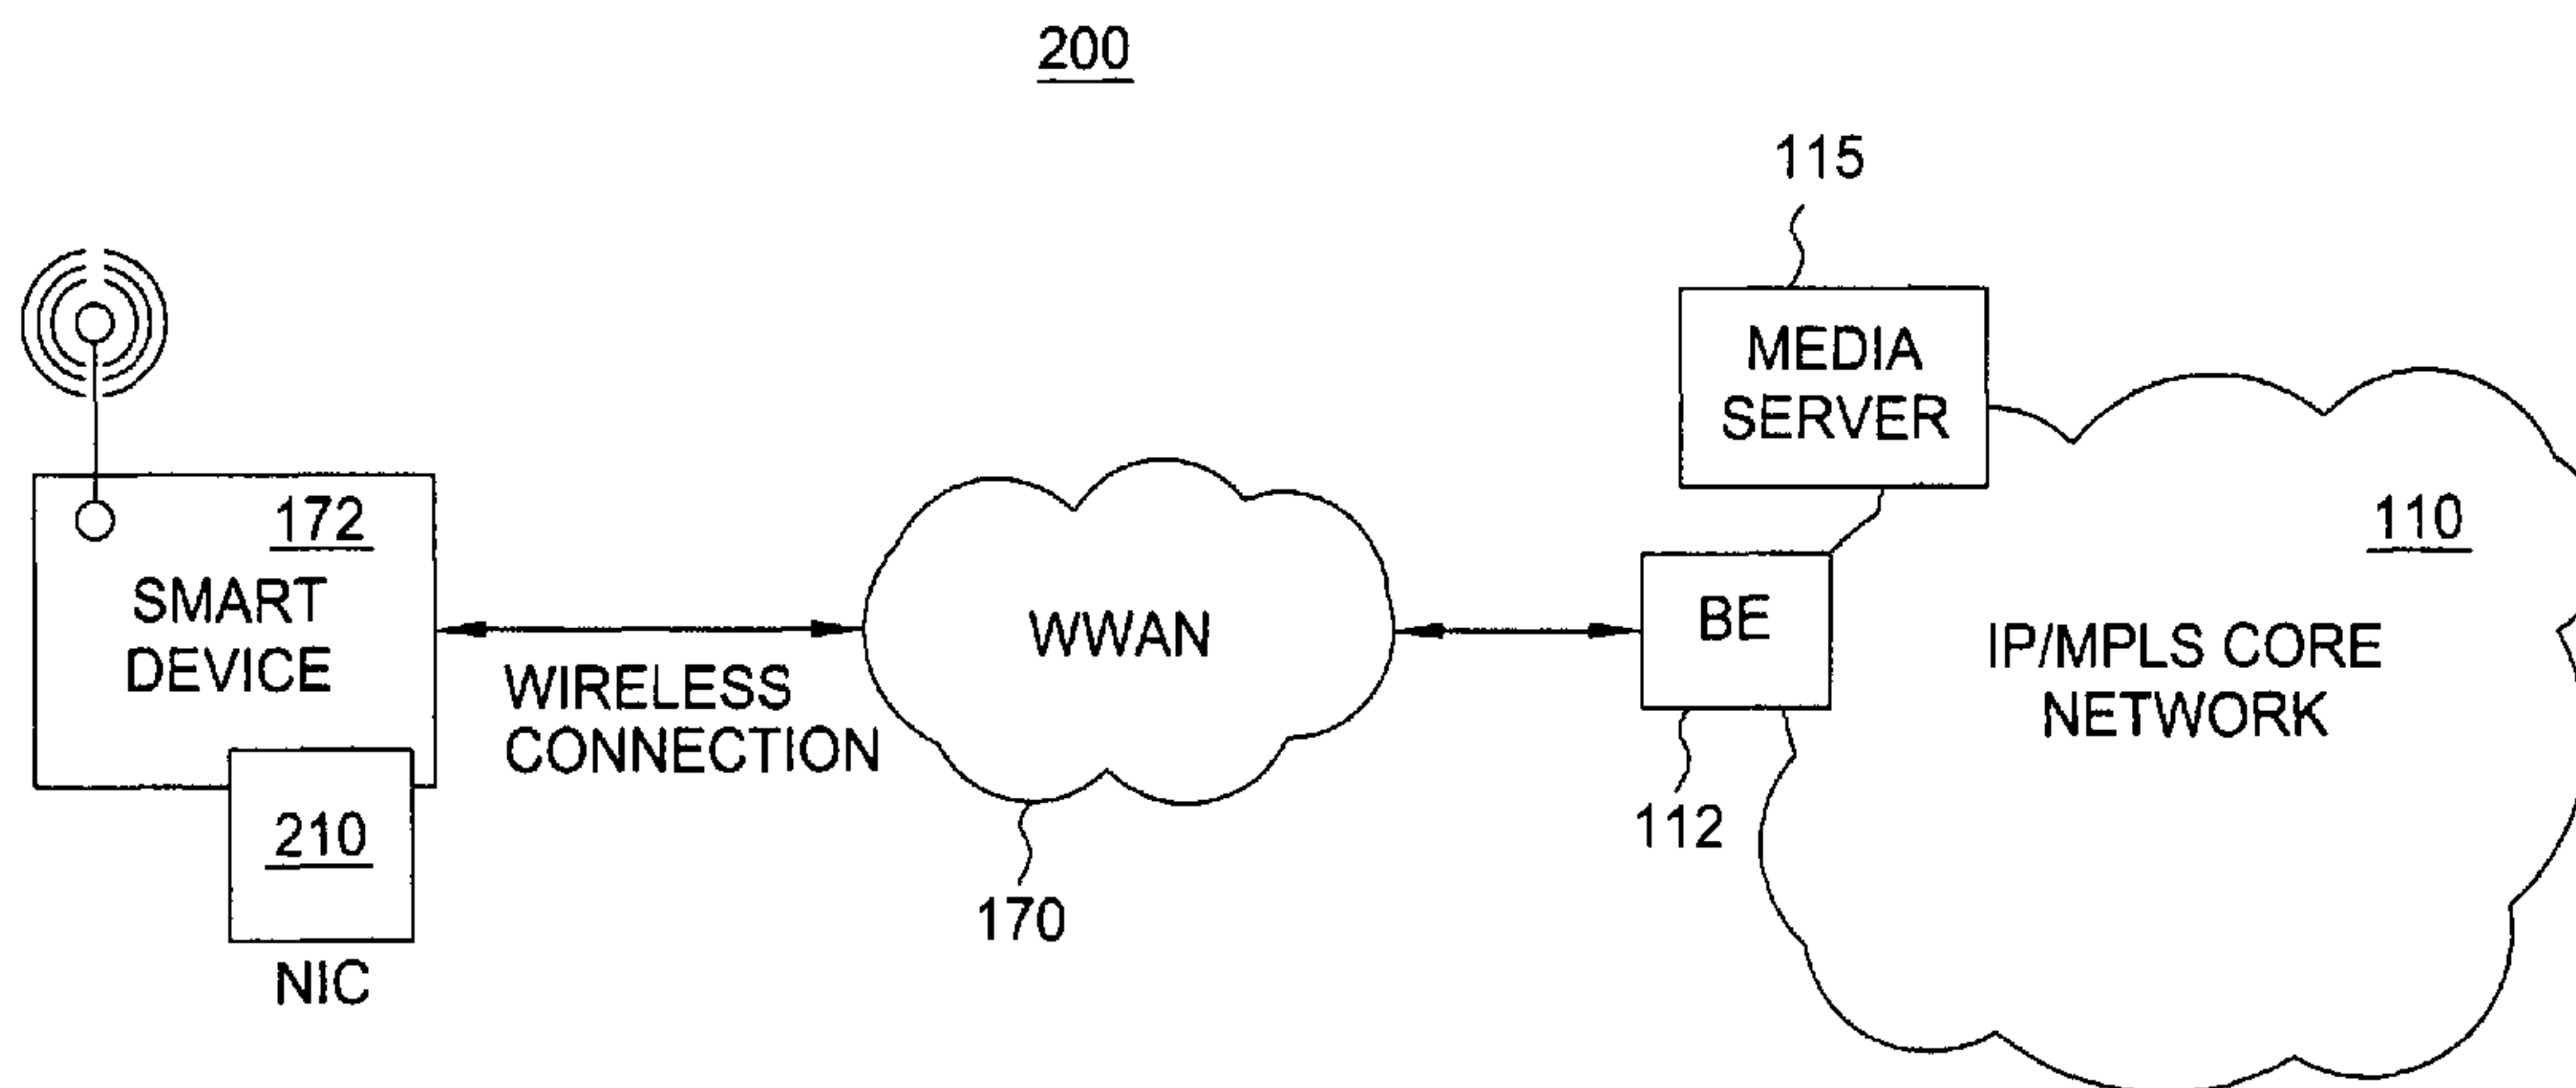 200
115
MEDIA
SERVER
172
SMART
DEVICE
WIRELESS
CONNECTION
WWAN
BE
110
IP/MPLS CORE
NETWORK
210
NIC
170
112